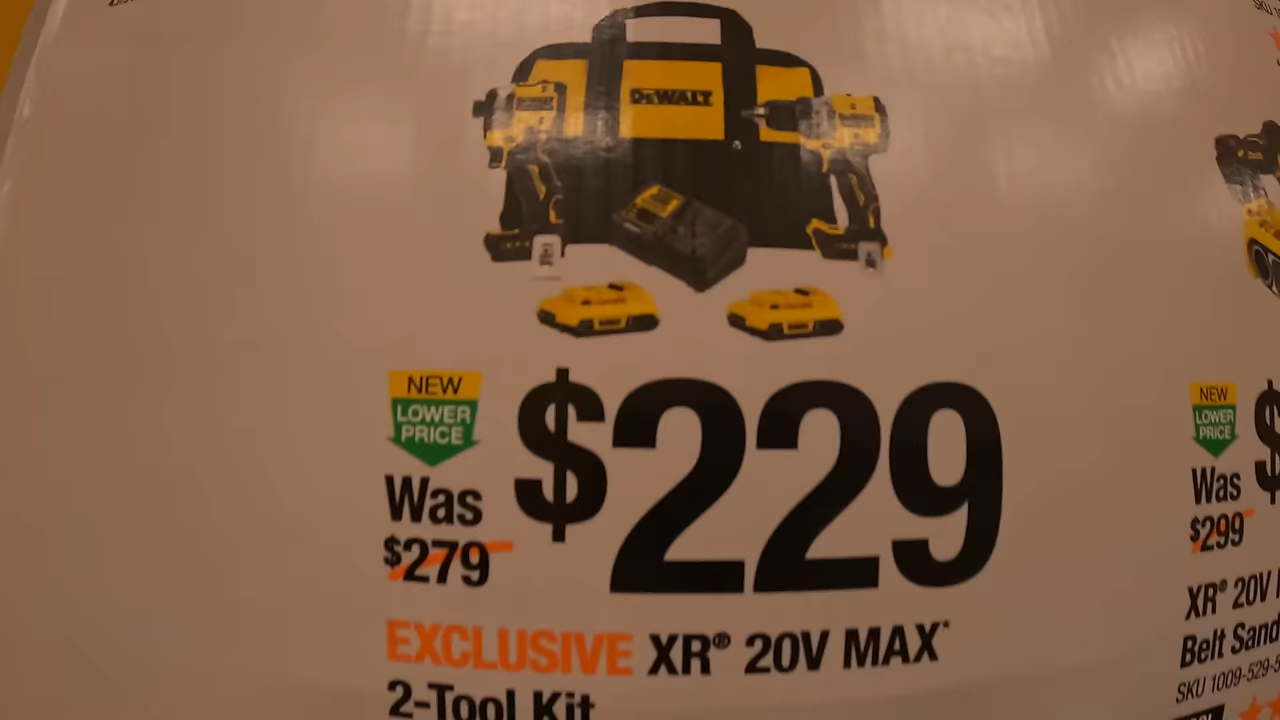 DEWALT
NEW
LOWER
PRICE
Was
$279
$229
EXCLUSIVE XR® 20V MAX*
2-Tool Kit
NEW
LOWER
PRICE
Was
$299
$
XR® 20V
Belt Sand
SKU 1009-529-5